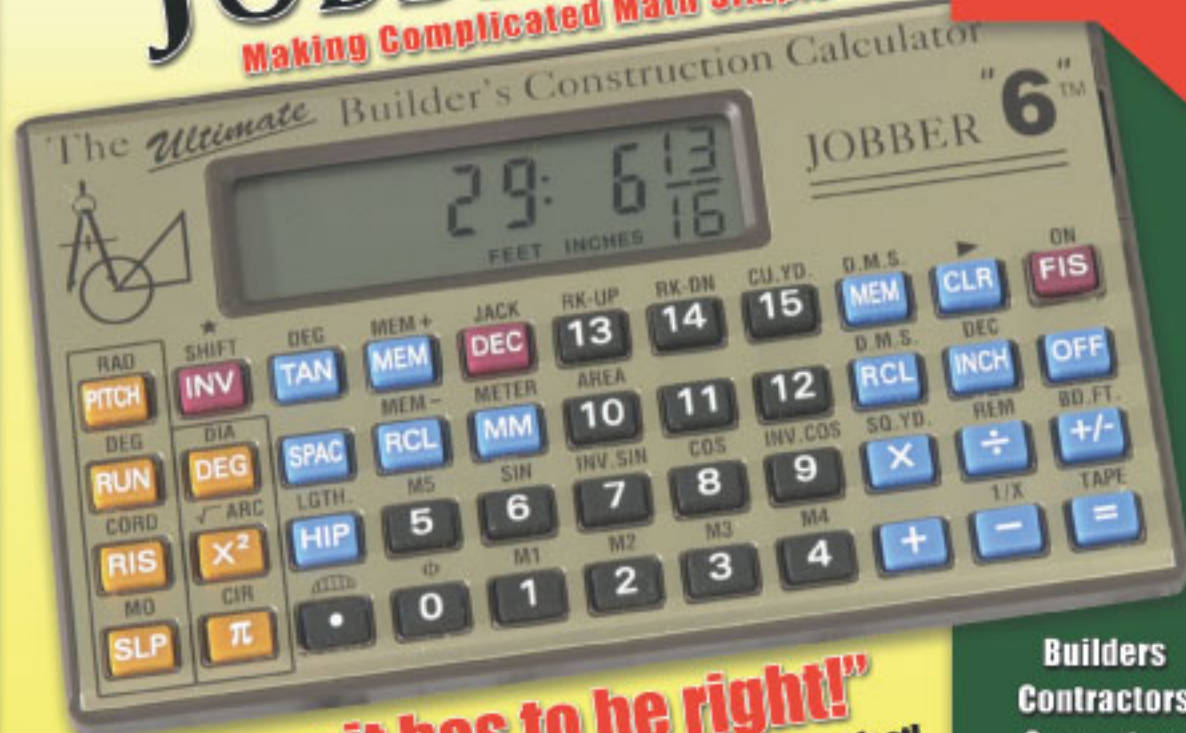 Making Complicated Math
The Ultimate Builder's Construction Calculator
JOBBER "6"™
29: 6 13/16
FEET INCHES
JACK RK-UP RK-DN CU.YD. D.M.S. ► ON
DEC 13 14 15 MEM CLR FIS
RAD ★ SHIFT DEG MEM+
PITCH INV TAN MEM
METER AREA D.M.S. DEC
MM 10 11 12 RCL INCH OFF
DEG DIA MEM-
RUN DEG SPAC RCL
CORD √ ARC LGTH. M5 SIN INV.SIN COS INV.COS SQ.YD. REM BD.FT.
RIS X² HIP 5 6 7 8 9 X ÷ +/-
MO CIR Φ M1 M2 M3 M4 1/X TAPE
SLP π • 0 1 2 3 4 + − =
it has to be right!"
Builders
Contractors